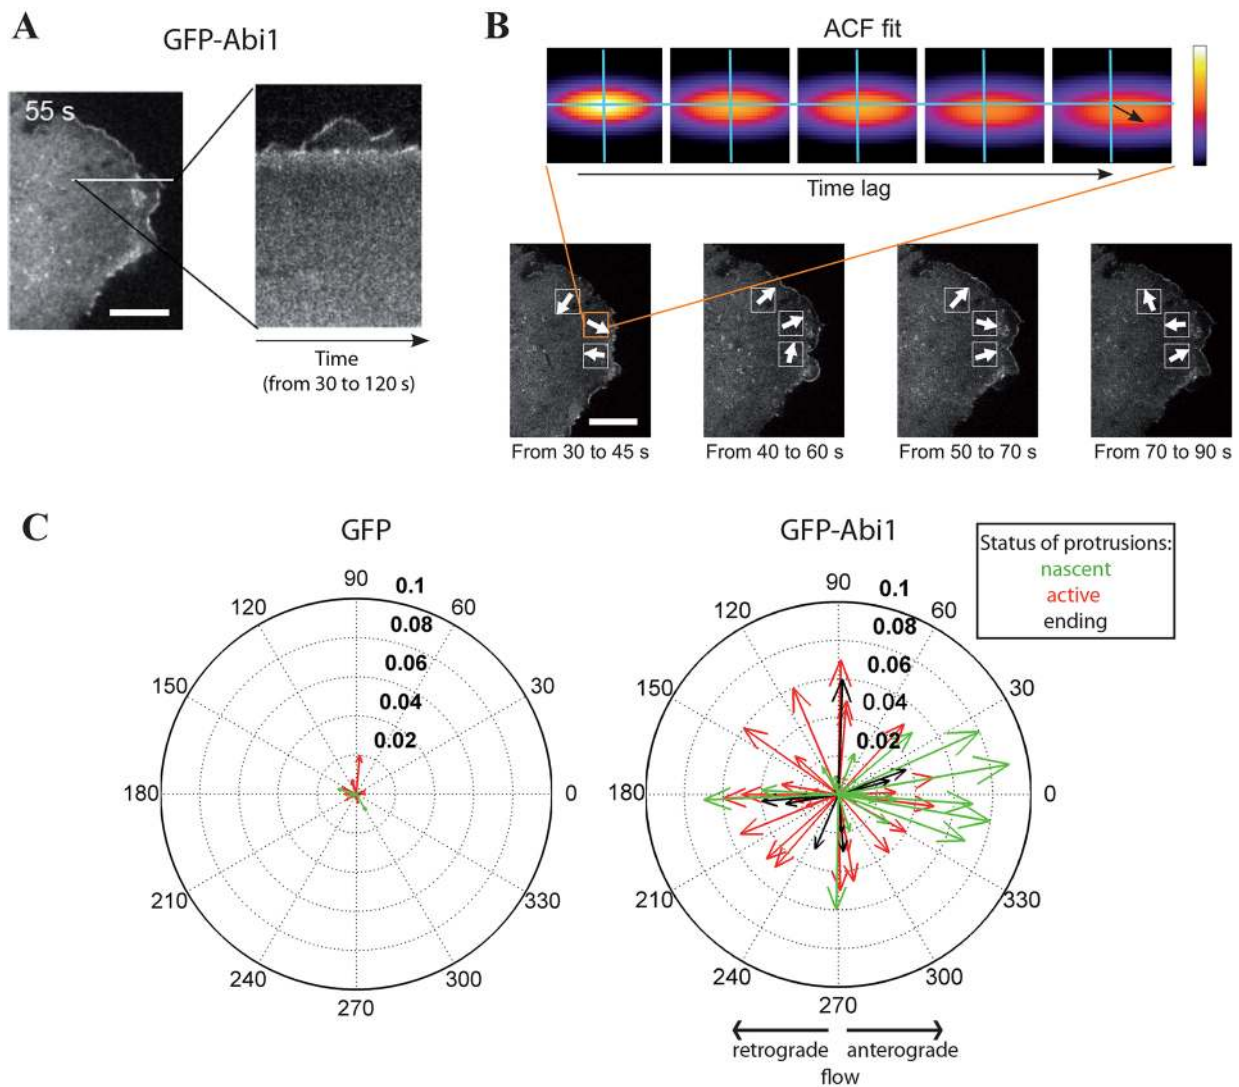 A
GFP-Abi1
55 s
Time
(from 30 to 120 s)
B
ACF fit
Time lag
From 30 to 45 s
From 40 to 60 s
From 50 to 70 s
From 70 to 90 s
C
GFP
90
0.1
120
60
0.08
0.06
150
30
0.04
0.02
180
0
210
330
240
300
270
GFP-Abi1
90
0.1
120
60
0.08
0.06
150
30
0.04
0.02
180
0
210
330
240
300
270
retrograde
anterograde
flow
Status of protrusions:
nascent
active
ending